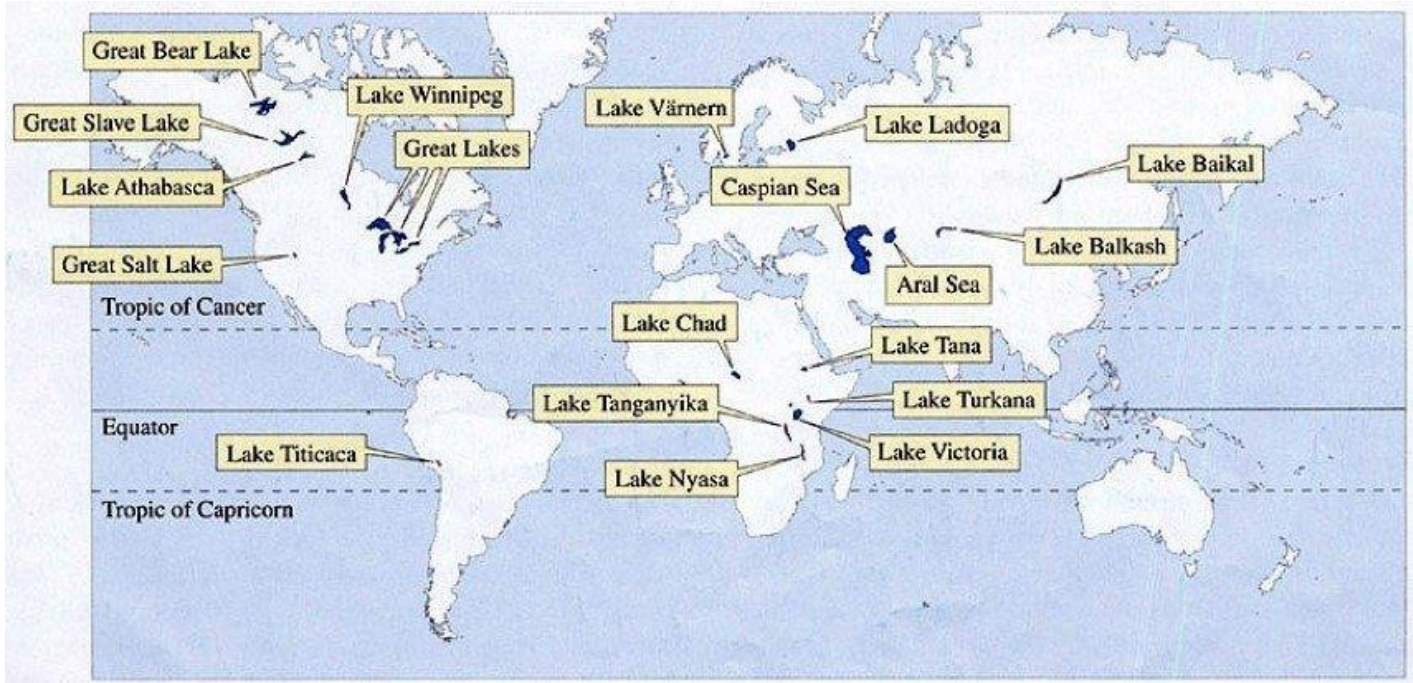 Great Bear Lake
Lake Winnipeg
Great Slave Lake
Great Lakes
Lake Athabasca
Great Salt Lake
Tropic of Cancer
Lake Värnern
Lake Ladoga
Lake Baikal
Caspian Sea
Lake Balkash
Aral Sea
Lake Chad
Lake Tana
Lake Tanganyika
Lake Turkana
Equator
Lake Titicaca
Lake Victoria
Lake Nyasa
Tropic of Capricorn